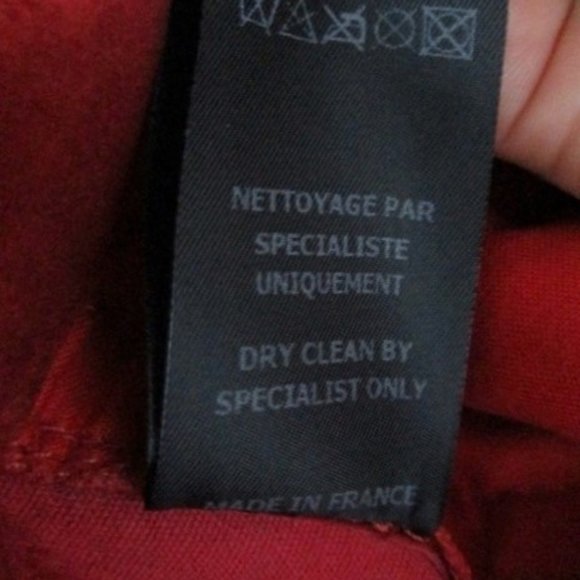 NETTOYAGE PAR
SPECIALISTE
UNIQUEMENT
DRY CLEAN BY
SPECIALIST ONLY
MADE IN FRANCE